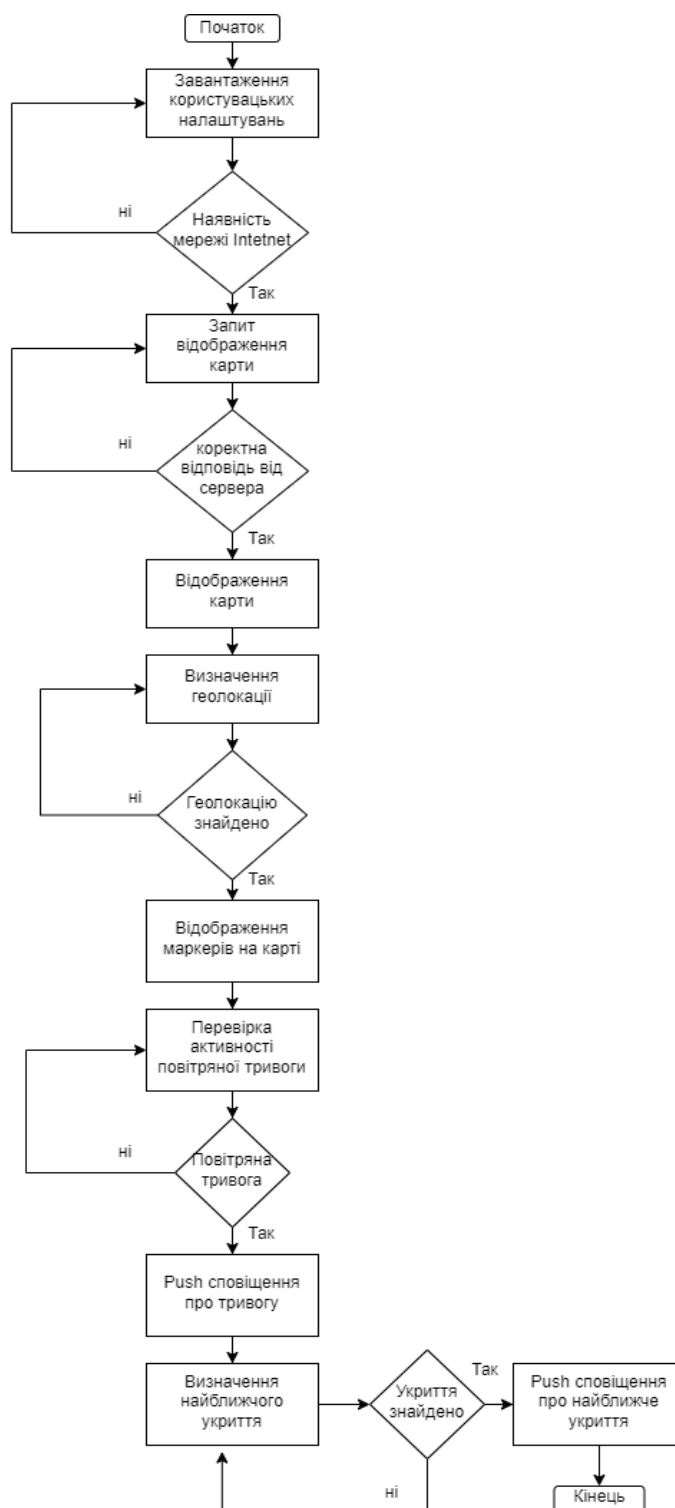 Початок
Завантаження
користувацьких
налаштувань
ні
Наявність
мережі Intetnet
Так
Запит
відображення
карти
ні
коректна
відповідь від
сервера
Так
Відображення
карти
Визначення
геолокації
ні
Геолокацію
знайдено
Так
Відображення
маркерів на карті
Перевірка
активності
повітряної тривоги
ні
Повітряна
тривога
Так
Push сповіщення
про тривогу
Визначення
найближчого
укриття
Укриття
знайдено
Так
Push сповіщення
про найближче
укриття
ні
Кінець